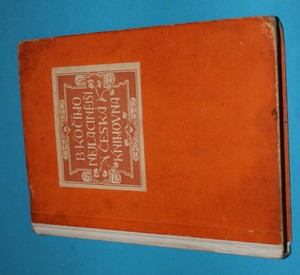 B. KOČÍHO
NEJLACINĚJŠÍ
ČESKÁ
KNIHOVNA